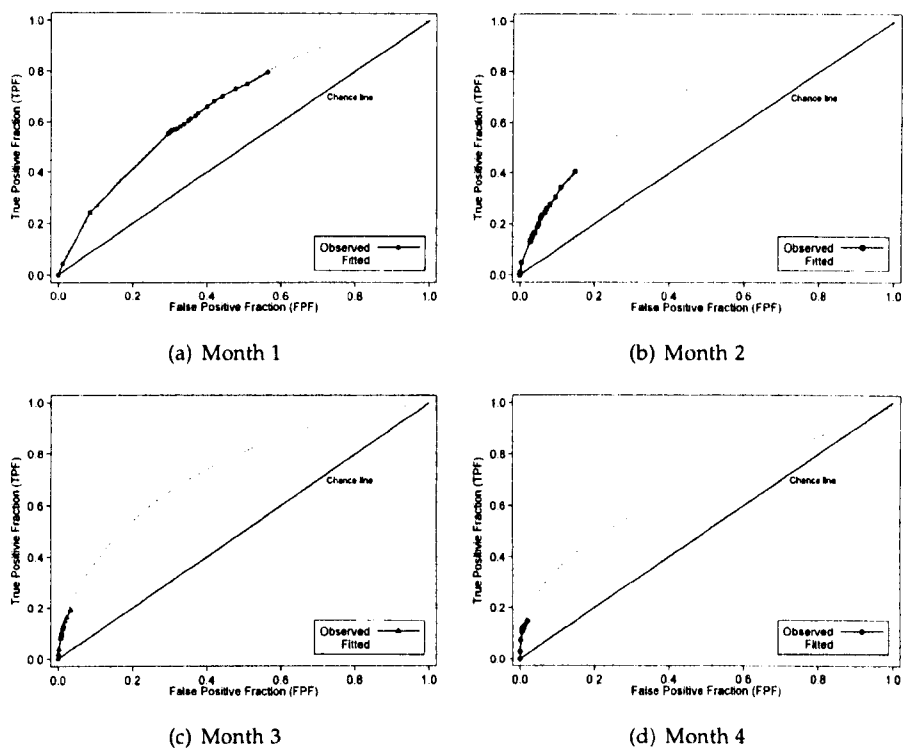 1.0
0.8
0.6
0.4
0.2
0.0
True Positive Fraction (TPF)
Chance line
Observed
Fitted
0.0 0.2 0.4 0.6 0.8 1.0
False Positive Fraction (FPF)
(a) Month 1
1.0
0.8
0.6
0.4
0.2
0.0
True Positivie Fraction (TPF)
Chance line
Observed
Fitted
0.0 0 2 0 4 0.6 0.8 1.0
False Positive Fraction (FPF)
(b) Month 2
1.0
0.8
0.6
0.4
0.2
0.0
True Positivie Fraction (TPF)
Chance line
Observed
Fitted
0.0 0.2 0.4 0.6 0.8 1.0
False Positive Fraction (FPF)
(c) Month 3
1.0
0.8
0.6
0.4
0.2
0.0
True Positivie Fraction (TPF)
Chance line
Observed
Fitted
0.0 0 2 0.4 0.6 0.8 1.0
False Positive Fraction (FPF)
(d) Month 4